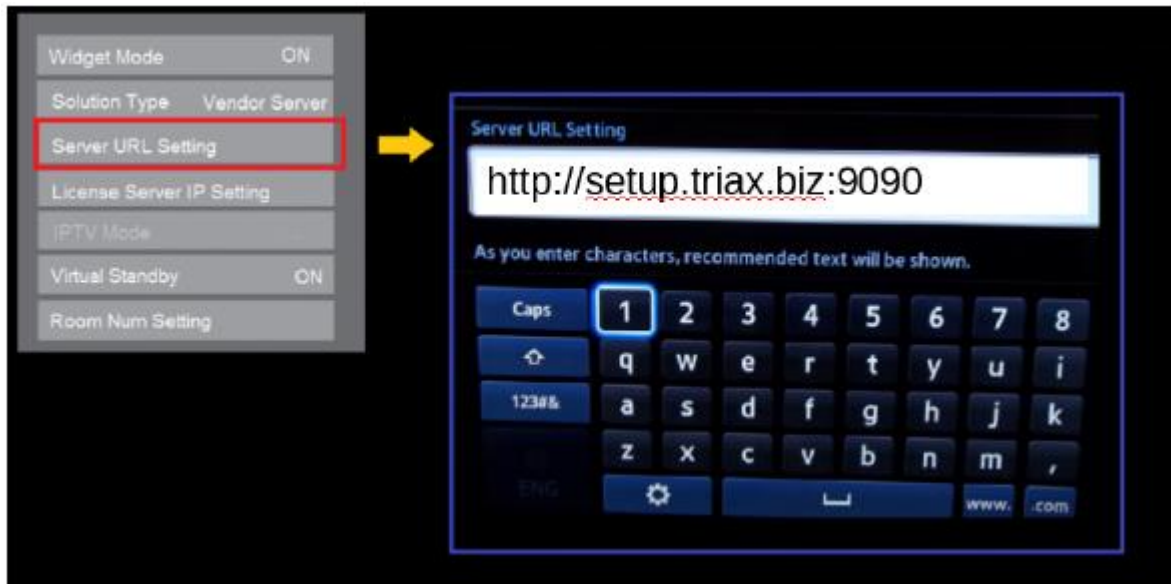 Widget Mode ON
Solution Type Vendor Server
Server URL Setting
License Server IP Setting
IPTV Mode
Virtual Standby ON
Room Num Setting
Server URL Setting
http://setup.triax.biz:9090
As you enter characters, recommended text will be shown.
Caps 1 2 3 4 5 6 7 8
q w e r t y u i
123#& a s d f g h j k
z x c v b n m ,
ENG www. .com